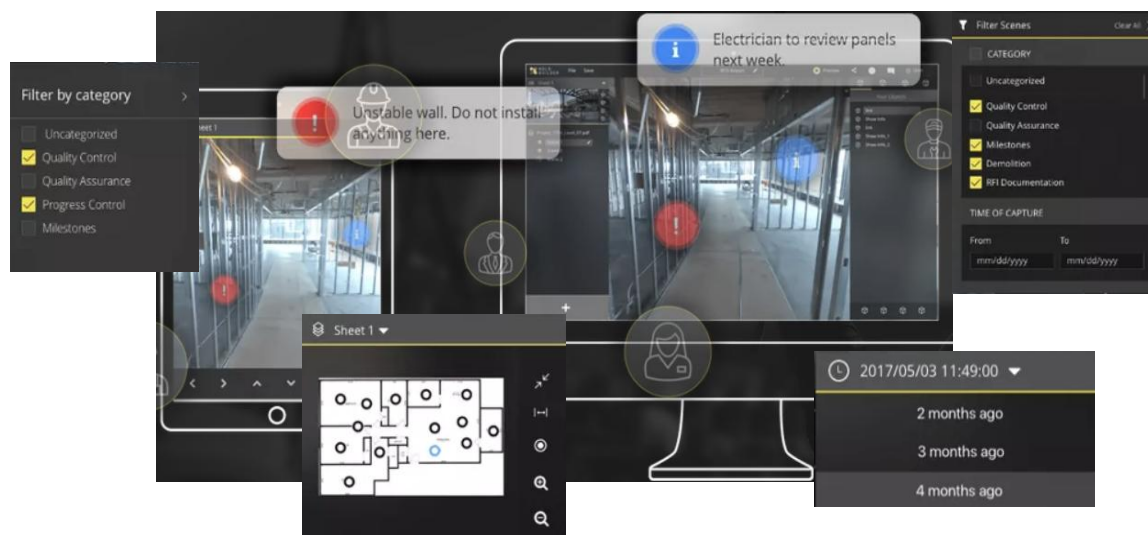 Filter by category
Uncategorized
Quality Control
Quality Assurance
Progress Control
Milestones
Unstable wall. Do not install
anything here.
Electrician to review panels
next week.
File Save
Filter Scenes
Clear All
CATEGORY
Uncategorized
Quality Control
Quality Assurance
Milestones
Demolition
RFI Documentation
TIME OF CAPTURE
From To
mm/dd/yyyy mm/dd/yyyy
Sheet 1
2017/05/03 11:49:00
2 months ago
3 months ago
4 months ago